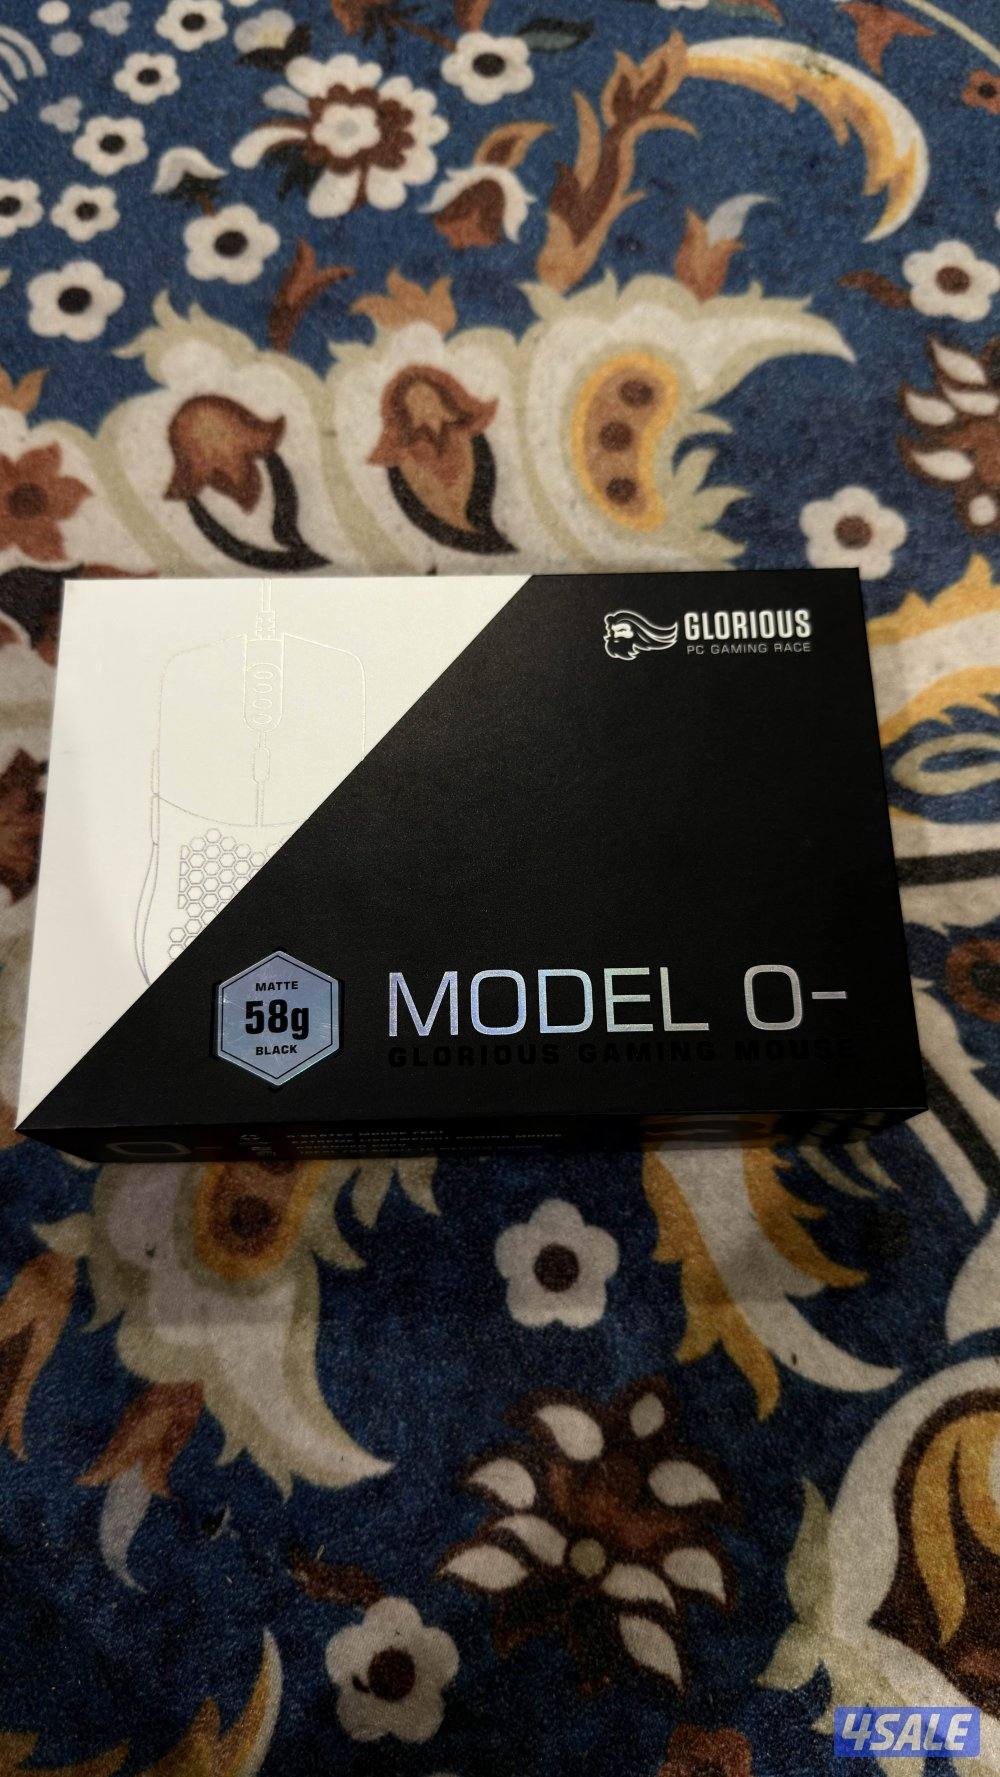 GLORIOUS
PC GAMING RACE
MATTE
58g
BLACK
MODEL O-
GLORIOUS GAMING MOUSE
4SALE